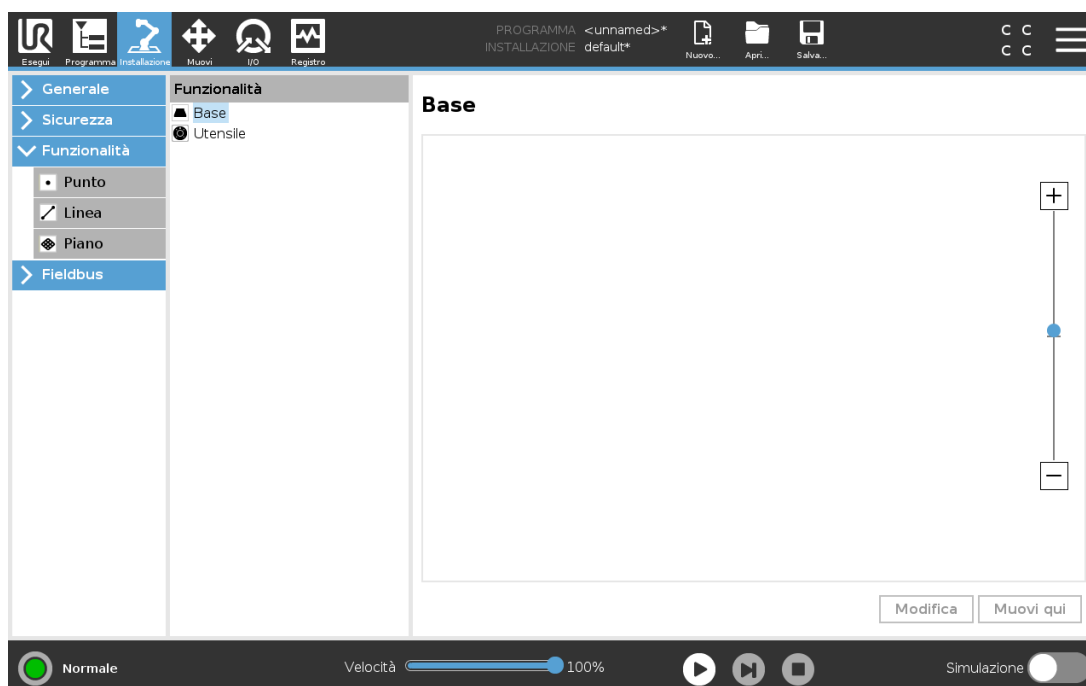 PROGRAMMA <unnamed>*
INSTALLAZIONE default*
Esegui Programma Installazione Muovi I/O Registro Nuovo... Apri... Salva...
C C
C C
Generale
Sicurezza
Funzionalità
Punto
Linea
Piano
Fieldbus
Funzionalità
Base
Utensile
Base
+
−
Modifica Muovi qui
Normale Velocità 100% Simulazione